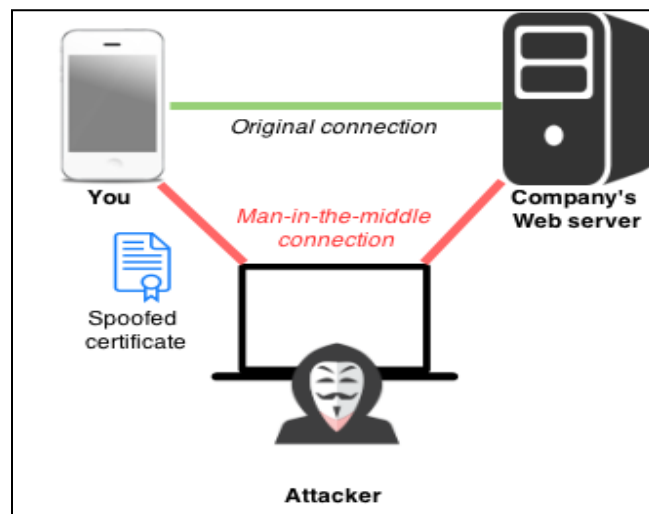 Original connection
You
Company's
Web server
Man-in-the-middle
connection
Spoofed
certificate
Attacker